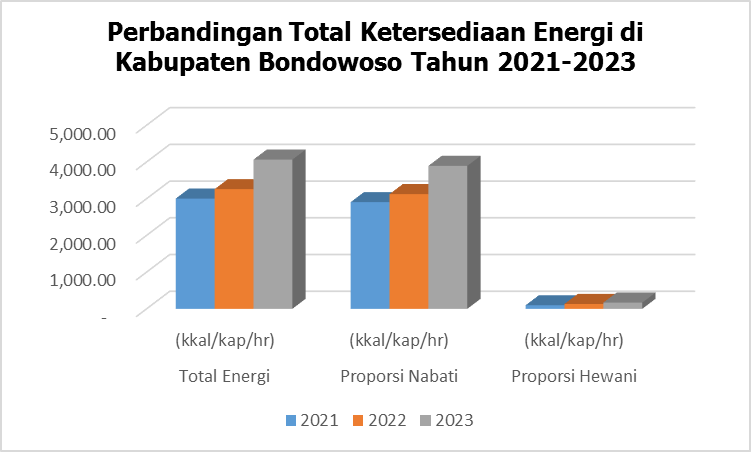 Perbandingan Total Ketersediaan Energi di
Kabupaten Bondowoso Tahun 2021-2023
5,000.00
4,000.00
3,000.00
2,000.00
1,000.00
-
(kkal/kap/hr) (kkal/kap/hr) (kkal/kap/hr)
Total Energi Proporsi Nabati Proporsi Hewani
2021 2022 2023